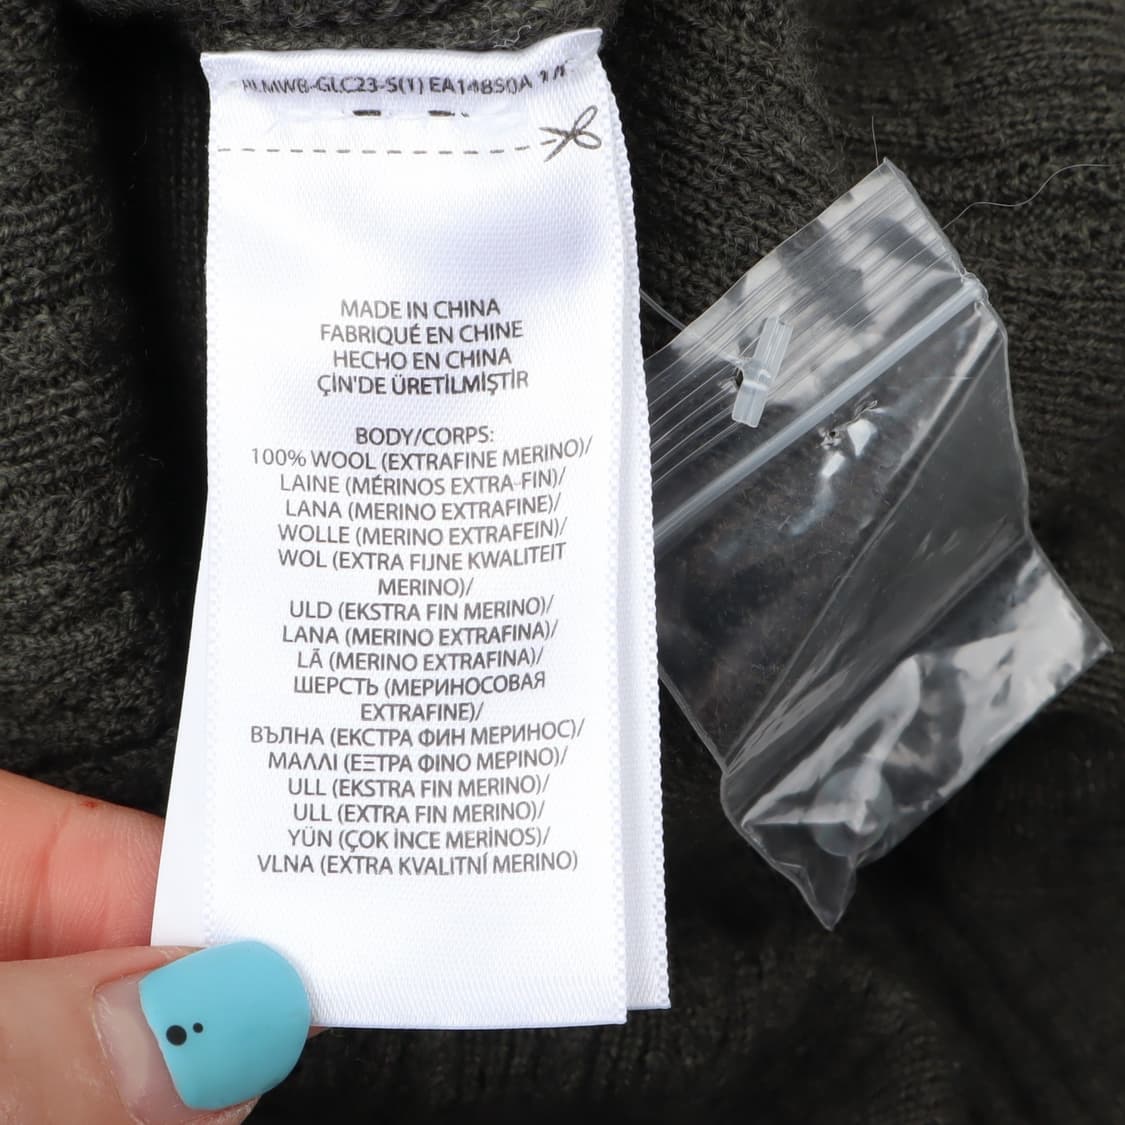 EA14850A
MADE IN CHINA
FABRIQUÉ EN CHINE
HECHO EN CHINA
ÇİN'DE ÜRETİLMİŞTİR
BODY/CORPS:
100% WOOL (EXTRAFINE MERINO)/
LAINE (MÉRINOS EXTRA-FIN)/
LANA (MERINO EXTRAFINE)/
WOLLE (MERINO EXTRAFEIN)/
WOL (EXTRA FIJNE KWALITEIT
MERINO)/
ULD (EKSTRA FIN MERINO)/
LANA (MERINO EXTRAFINA)/
LÃ (MERINO EXTRAFINA)/
ШЕРСТЬ (МЕРИНОСОВАЯ
EXTRAFINE)/
ВЪЛНА (ЕКСТРА ФИН МЕРИНОС)/
ΜΑΛΛΙ (ΕΞΤΡΑ ΦΙΝΟ ΜΕΡΙΝΟ)/
ULL (EKSTRA FIN MERINO)/
ULL (EXTRA FIN MERINO)/
YÜN (ÇOK İNCE MERİNOS)/
VLNA (EXTRA KVALITNÍ MERINO)